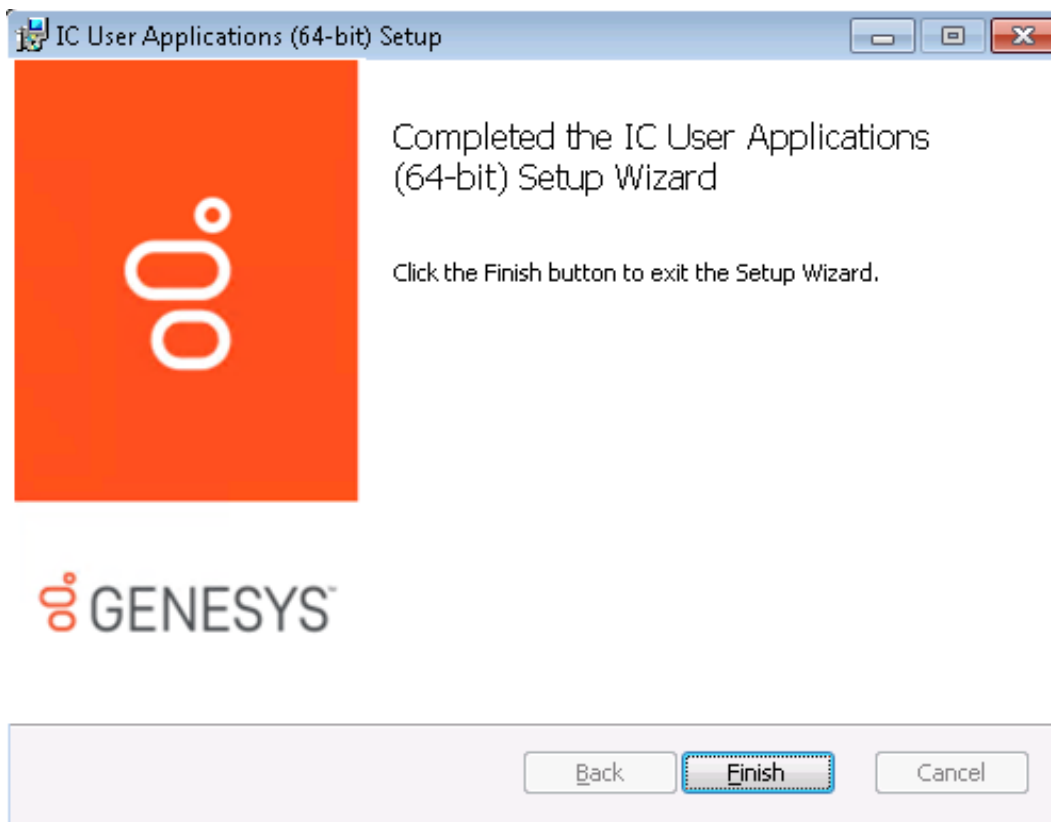 IC User Applications (64-bit) Setup
Completed the IC User Applications
(64-bit) Setup Wizard
Click the Finish button to exit the Setup Wizard.
GENESYS™
Back
Finish
Cancel